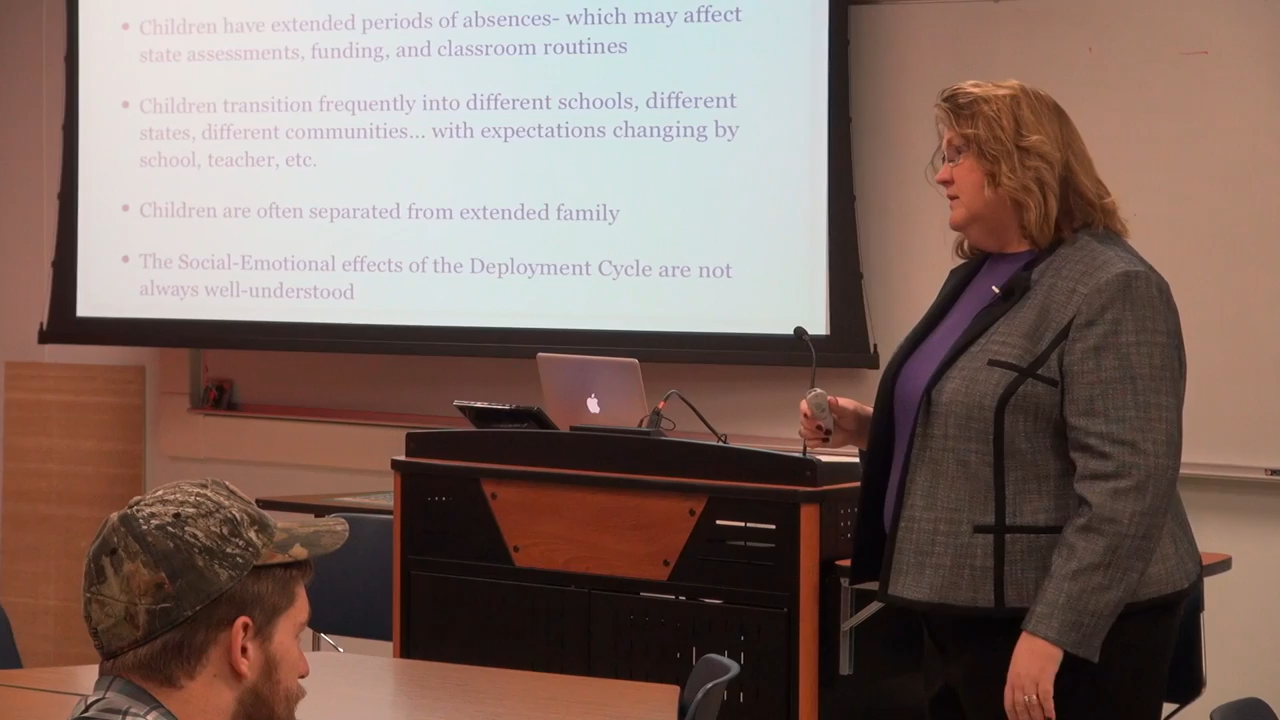 Children have extended periods of absences- which may affect
state assessments, funding, and classroom routines
Children transition frequently into different schools, different
states, different communities... with expectations changing by
school, teacher, etc.
Children are often separated from extended family
The Social-Emotional effects of the Deployment Cycle are not
always well-understood